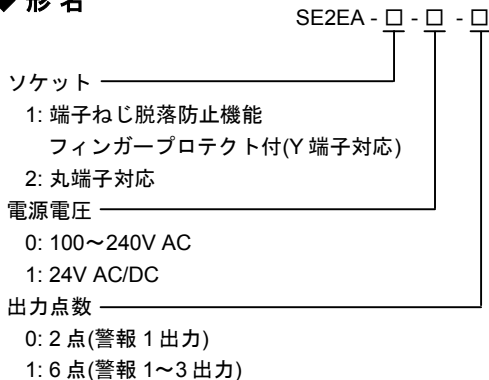 ◆ 形 名
SE2EA - □ - □ - □
ソケット
1: 端子ねじ脱落防止機能
フィンガープロテクト付(Y 端子対応)
2: 丸端子対応
電源電圧
0: 100～240V AC
1: 24V AC/DC
出力点数
0: 2 点(警報 1 出力)
1: 6 点(警報 1～3 出力)